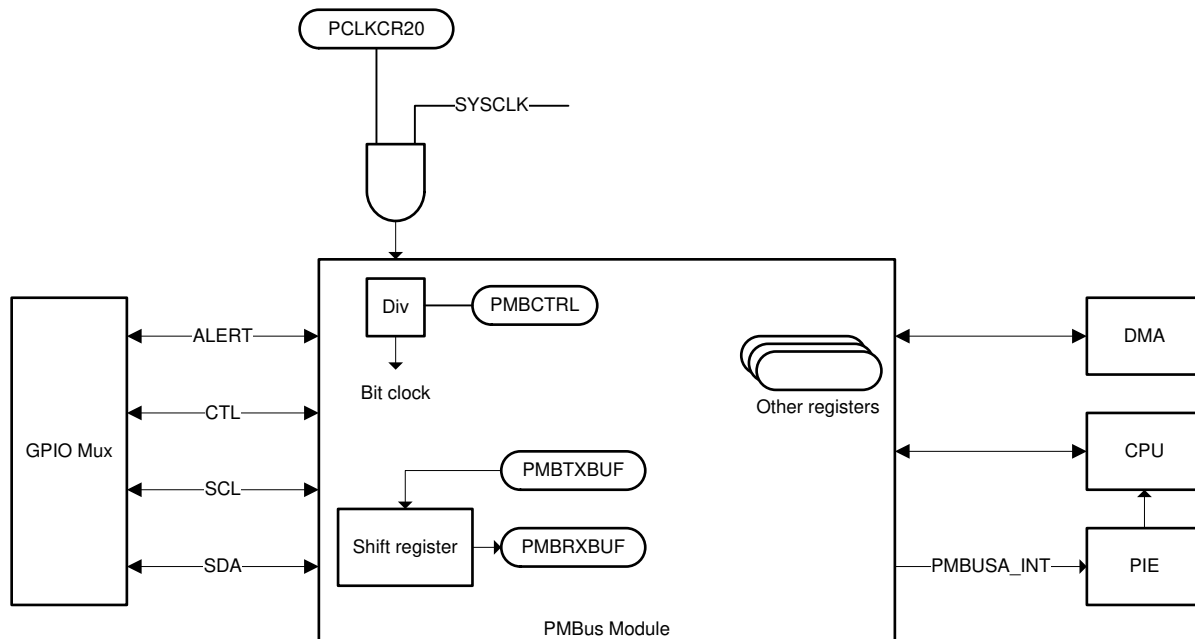 PCLKCR20
SYSCLK
Div
PMBCTRL
ALERT
DMA
Bit clock
Other registers
CTL
GPIO Mux
CPU
PMBTXBUF
SCL
Shift register
PMBRXBUF
SDA
PMBUSA_INT
PIE
PMBus Module